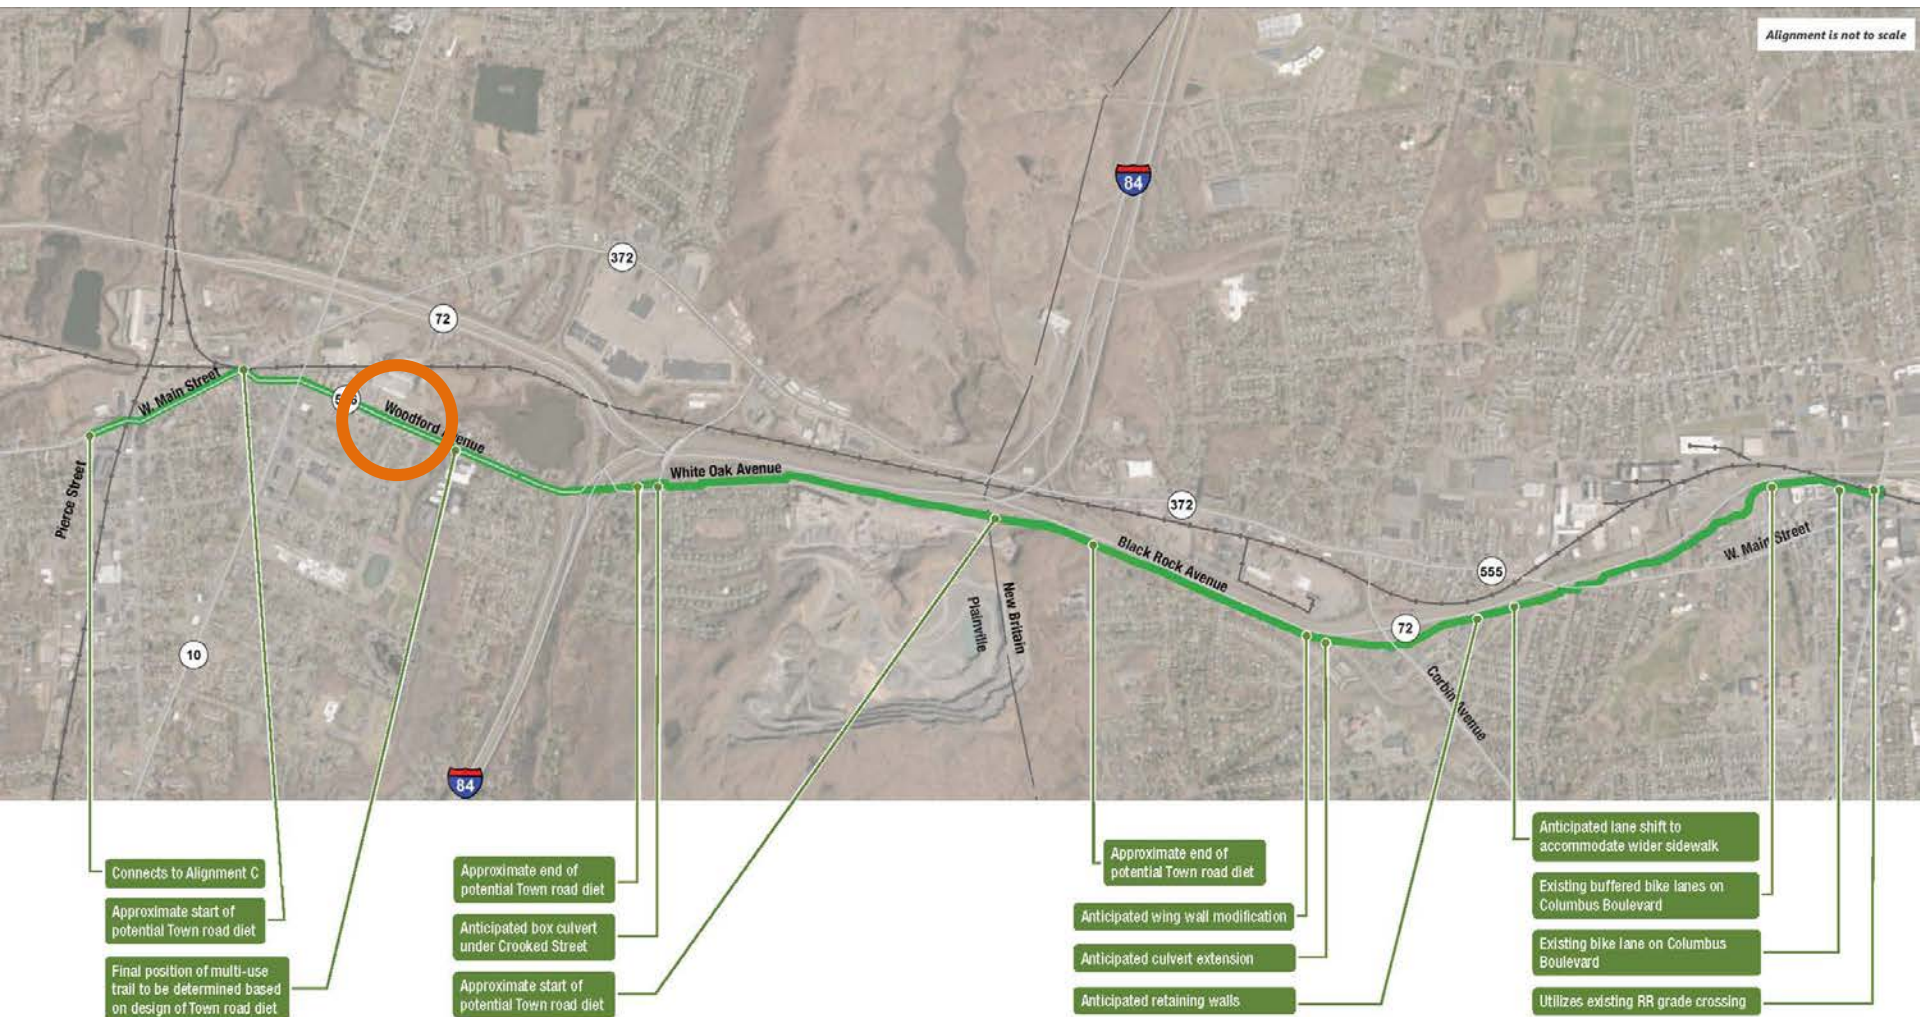 Alignment is not to scale
84
372
72
W. Main Street
Woodford Avenue
Pierce Street
White Oak Avenue
372
Black Rock Avenue
555
W. Main Street
New Britain
Plainville
72
10
Corbin Avenue
84
Connects to Alignment C
Approximate start of
potential Town road diet
Final position of multi-use
trail to be determined based
on design of Town road diet
Approximate end of
potential Town road diet
Anticipated box culvert
under Crooked Street
Approximate start of
potential Town road diet
Approximate end of
potential Town road diet
Anticipated wing wall modification
Anticipated culvert extension
Anticipated retaining walls
Anticipated lane shift to
accommodate wider sidewalk
Existing buffered bike lanes on
Columbus Boulevard
Existing bike lane on Columbus
Boulevard
Utilizes existing RR grade crossing